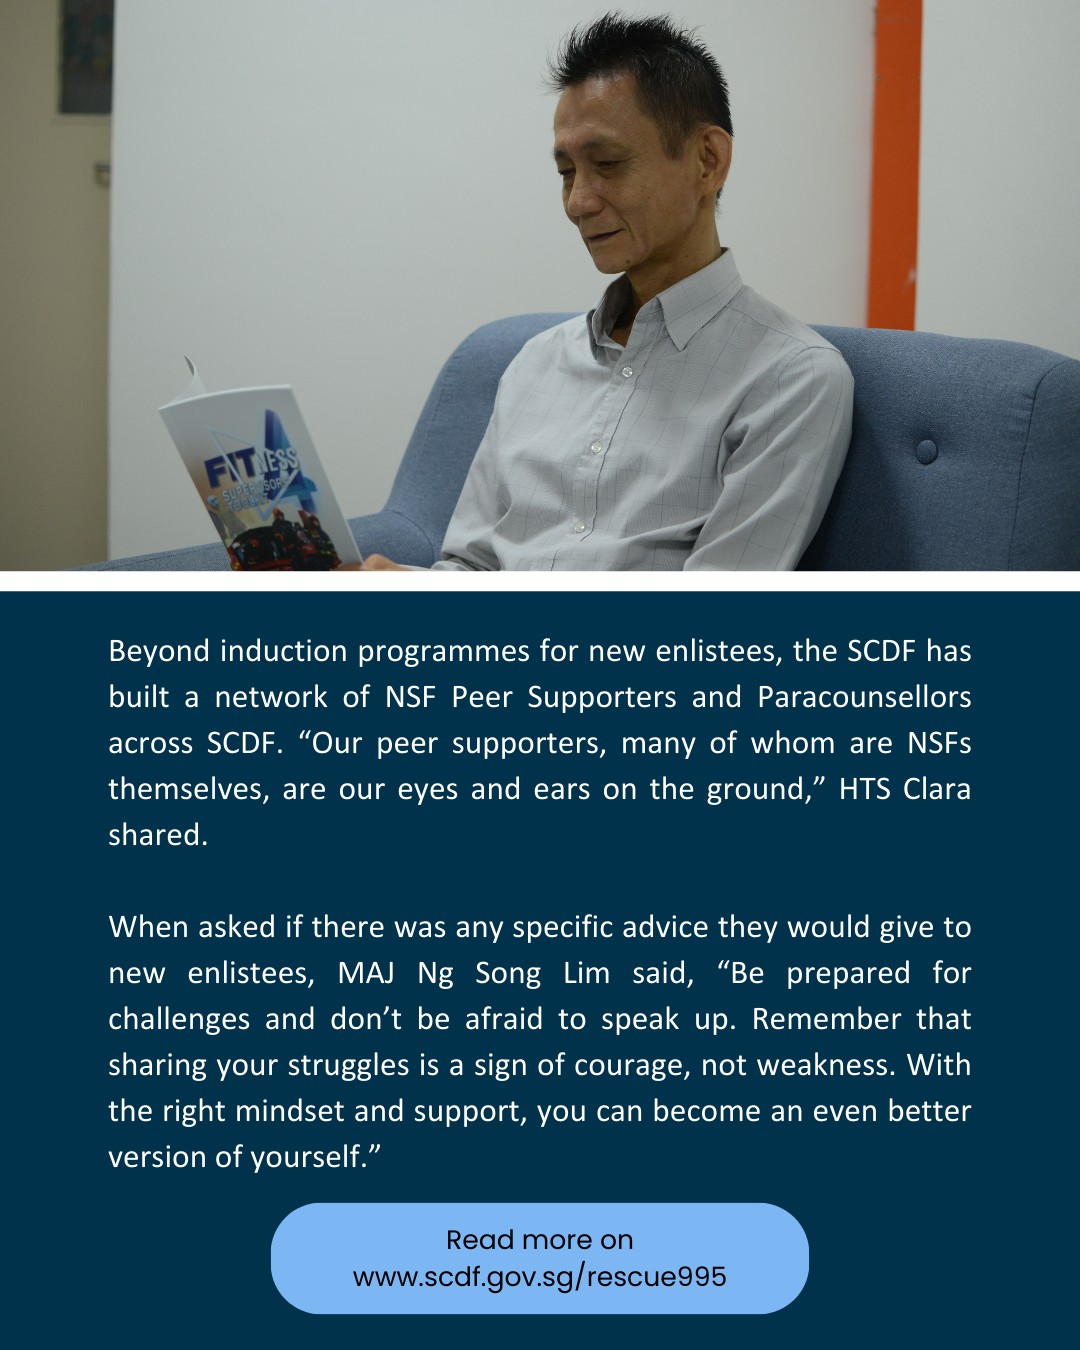 FITNESS
SUPERVISORS
Beyond induction programmes for new enlistees, the SCDF has
built a network of NSF Peer Supporters and Paracounsellors
across SCDF. “Our peer supporters, many of whom are NSFs
themselves, are our eyes and ears on the ground,” HTS Clara
shared.
When asked if there was any specific advice they would give to
new enlistees, MAJ Ng Song Lim said, “Be prepared for
challenges and don’t be afraid to speak up. Remember that
sharing your struggles is a sign of courage, not weakness. With
the right mindset and support, you can become an even better
version of yourself.”
Read more on
www.scdf.gov.sg/rescue995